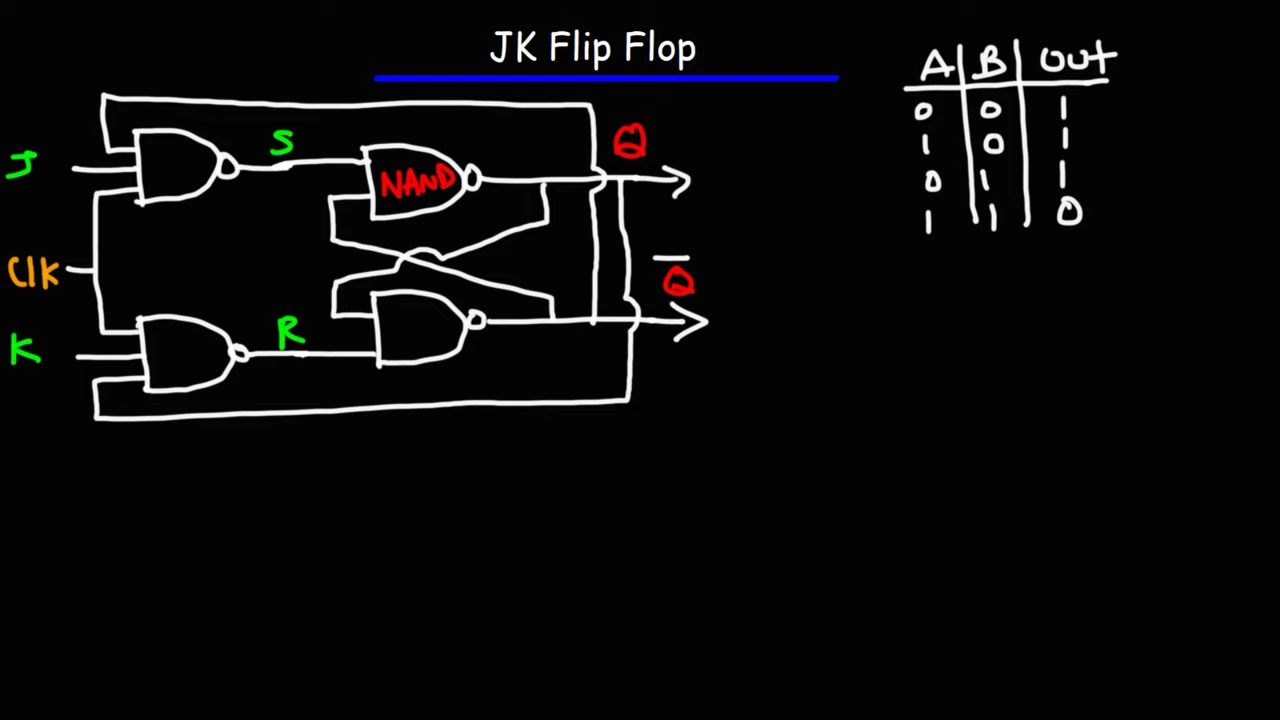 JK Flip Flop
A B OUT
0 0 1
1 0 1
0 1 1
1 1 0
J
S
NAND
Q
Clk
Q̅
K
R